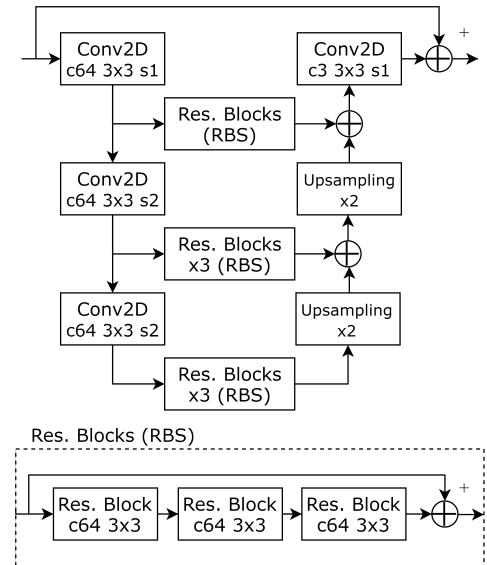 +
Conv2D
c64 3x3 s1
Conv2D
c3 3x3 s1
Res. Blocks
(RBS)
Conv2D
c64 3x3 s2
Upsampling
x2
Res. Blocks
x3 (RBS)
Conv2D
c64 3x3 s2
Upsampling
x2
Res. Blocks
x3 (RBS)
Res. Blocks (RBS)
+
Res. Block
c64 3x3
Res. Block
c64 3x3
Res. Block
c64 3x3